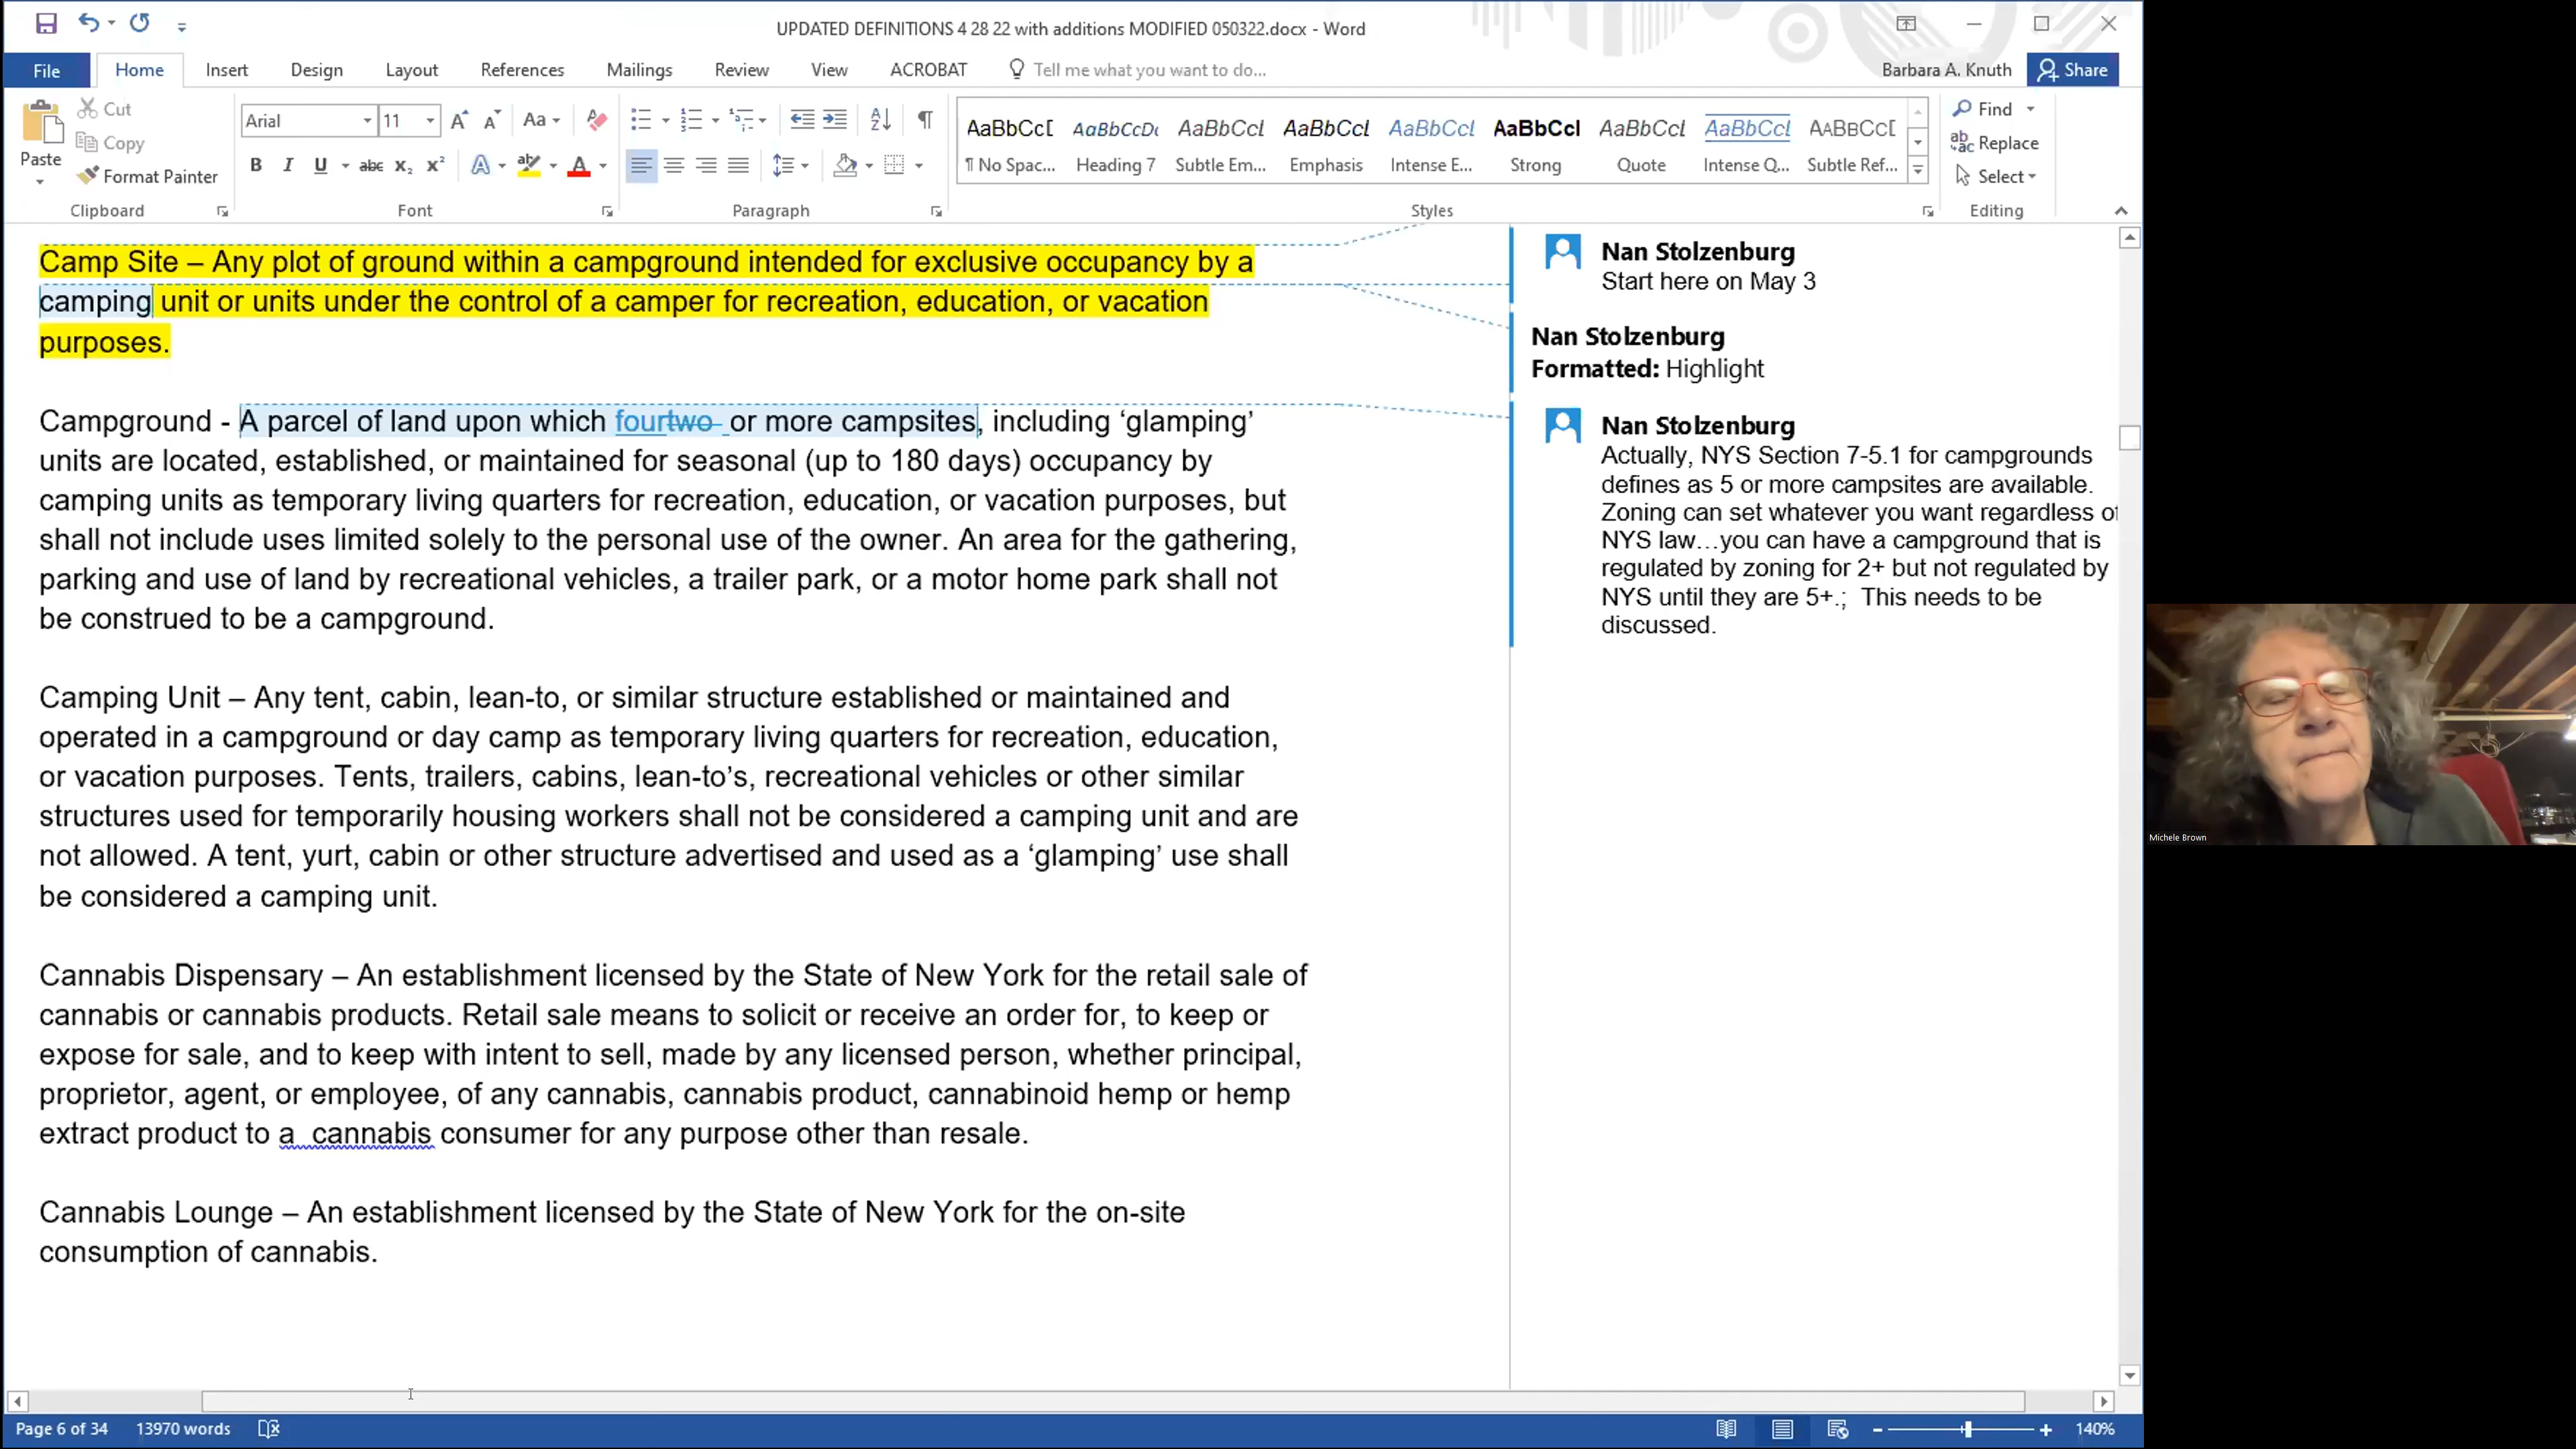 UPDATED DEFINITIONS 4 28 22 with additions MODIFIED 050322.docx - Word
File Home Insert Design Layout References Mailings Review View ACROBAT Tell me what you want to do...
Barbara A. Knuth Share
Paste
Cut
Copy
Format Painter
Clipboard
Arial 11
Aa
B I U abc x₂ x²
A A
Font
Paragraph
AaBbCcD AaBbCcDc AaBbCcL AaBbCcL AaBbCcL AaBbCcl AaBbCcL AaBbCcL AABBCCD
¶ No Spac... Heading 7 Subtle Em... Emphasis Intense E... Strong Quote Intense Q... Subtle Ref...
Styles
Find
Replace
Select
Editing
Camp Site – Any plot of ground within a campground intended for exclusive occupancy by a
camping unit or units under the control of a camper for recreation, education, or vacation
purposes.
Campground - A parcel of land upon which fourtwo or more campsites, including ‘glamping’
units are located, established, or maintained for seasonal (up to 180 days) occupancy by
camping units as temporary living quarters for recreation, education, or vacation purposes, but
shall not include uses limited solely to the personal use of the owner. An area for the gathering,
parking and use of land by recreational vehicles, a trailer park, or a motor home park shall not
be construed to be a campground.
Camping Unit – Any tent, cabin, lean-to, or similar structure established or maintained and
operated in a campground or day camp as temporary living quarters for recreation, education,
or vacation purposes. Tents, trailers, cabins, lean-to’s, recreational vehicles or other similar
structures used for temporarily housing workers shall not be considered a camping unit and are
not allowed. A tent, yurt, cabin or other structure advertised and used as a ‘glamping’ use shall
be considered a camping unit.
Cannabis Dispensary – An establishment licensed by the State of New York for the retail sale of
cannabis or cannabis products. Retail sale means to solicit or receive an order for, to keep or
expose for sale, and to keep with intent to sell, made by any licensed person, whether principal,
proprietor, agent, or employee, of any cannabis, cannabis product, cannabinoid hemp or hemp
extract product to a  cannabis consumer for any purpose other than resale.
Cannabis Lounge – An establishment licensed by the State of New York for the on-site
consumption of cannabis.
Nan Stolzenburg
Start here on May 3
Nan Stolzenburg
Formatted: Highlight
Nan Stolzenburg
Actually, NYS Section 7-5.1 for campgrounds
defines as 5 or more campsites are available.
Zoning can set whatever you want regardless of
NYS law…you can have a campground that is
regulated by zoning for 2+ but not regulated by
NYS until they are 5+.;  This needs to be
discussed.
Michele Brown
Page 6 of 34 13970 words
140%